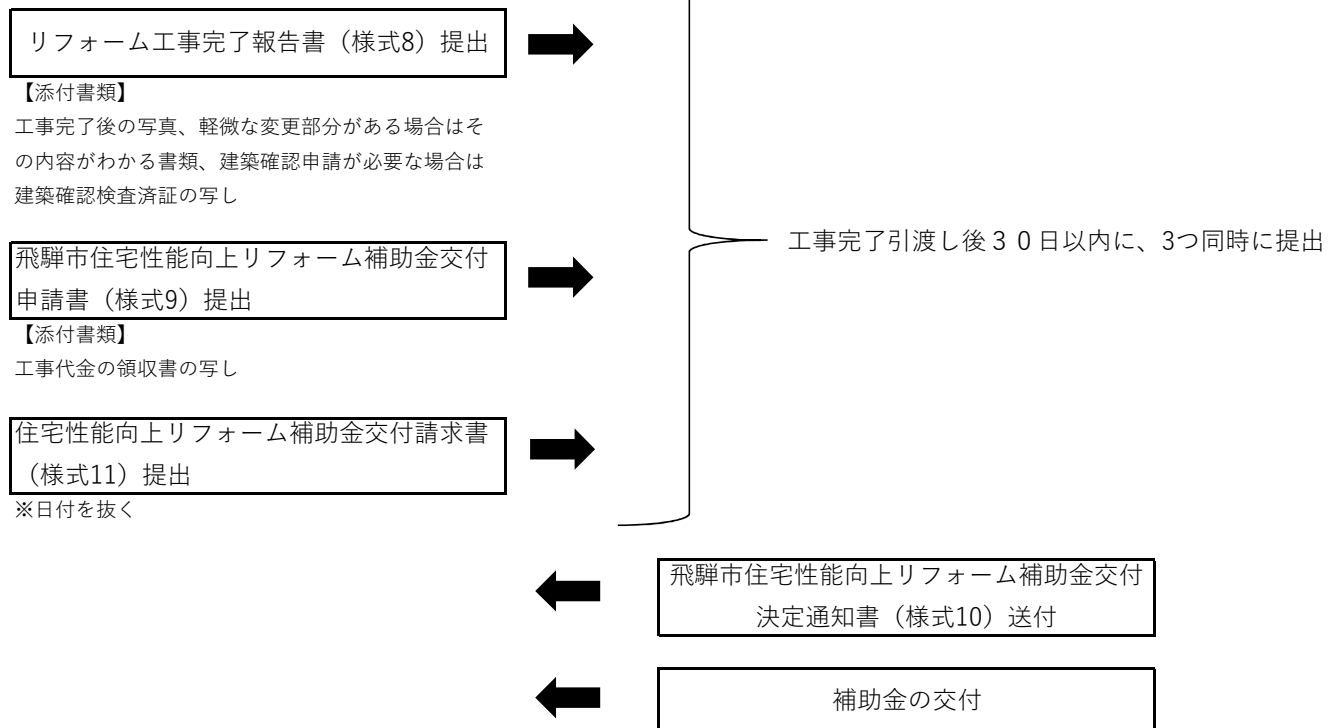 リフォーム工事完了報告書（様式8）提出
【添付書類】
工事完了後の写真、軽微な変更部分がある場合はそ
の内容がわかる書類、建築確認申請が必要な場合は
建築確認検査済証の写し
飛騨市住宅性能向上リフォーム補助金交付
申請書（様式9）提出
【添付書類】
工事代金の領収書の写し
住宅性能向上リフォーム補助金交付請求書
（様式11）提出
※日付を抜く
工事完了引渡し後３０日以内に、3つ同時に提出
飛騨市住宅性能向上リフォーム補助金交付
決定通知書（様式10）送付
補助金の交付